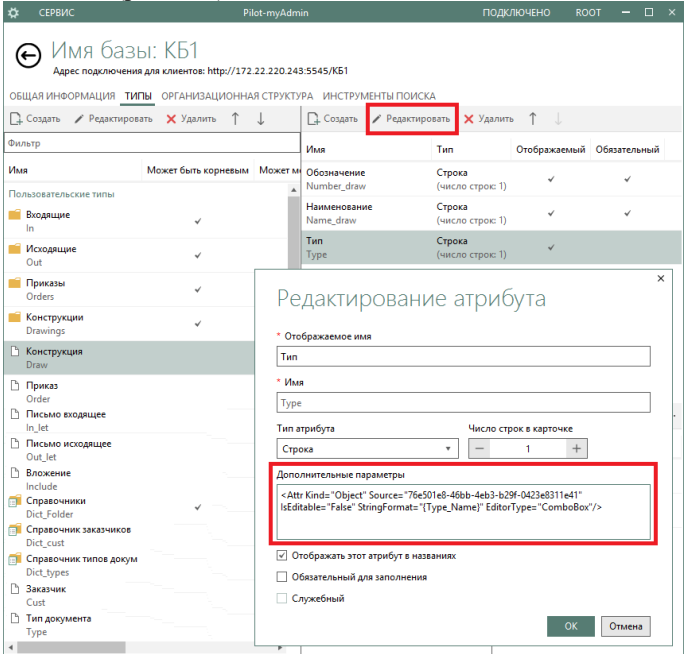 СЕРВИС Pilot-myAdmin ПОДКЛЮЧЕНО ROOT
Имя базы: КБ1
Адрес подключения для клиентов: http://172.22.220.243:5545/КБ1
ОБЩАЯ ИНФОРМАЦИЯ ТИПЫ ОРГАНИЗАЦИОННАЯ СТРУКТУРА ИНСТРУМЕНТЫ ПОИСКА
Создать Редактировать Удалить
Фильтр
Имя Может быть корневым Может м
Пользовательские типы
Входящие
In
Исходящие
Out
Приказы
Orders
Конструкции
Drawings
Конструкция
Draw
Приказ
Order
Письмо входящее
In_let
Письмо исходящее
Out_let
Вложение
Include
Справочники
Dict_Folder
Справочник заказчиков
Dict_cust
Справочник типов докум
Dict_types
Заказчик
Cust
Тип документа
Type
Создать Редактировать Удалить
Имя Тип Отображаемый Обязательный
Обозначение Строка
Number_draw (число строк: 1)
Наименование Строка
Name_draw (число строк: 1)
Тип Строка
Type (число строк: 1)
Редактирование атрибута
* Отображаемое имя
Тип
* Имя
Type
Тип атрибута Число строк в карточке
Строка 1
Дополнительные параметры
<Attr Kind="Object" Source="76e501e8-46bb-4eb3-b29f-0423e8311e41"
IsEditable="False" StringFormat="{Type_Name}" EditorType="ComboBox"/>
Отображать этот атрибут в названиях
Обязательный для заполнения
Служебный
ОК Отмена